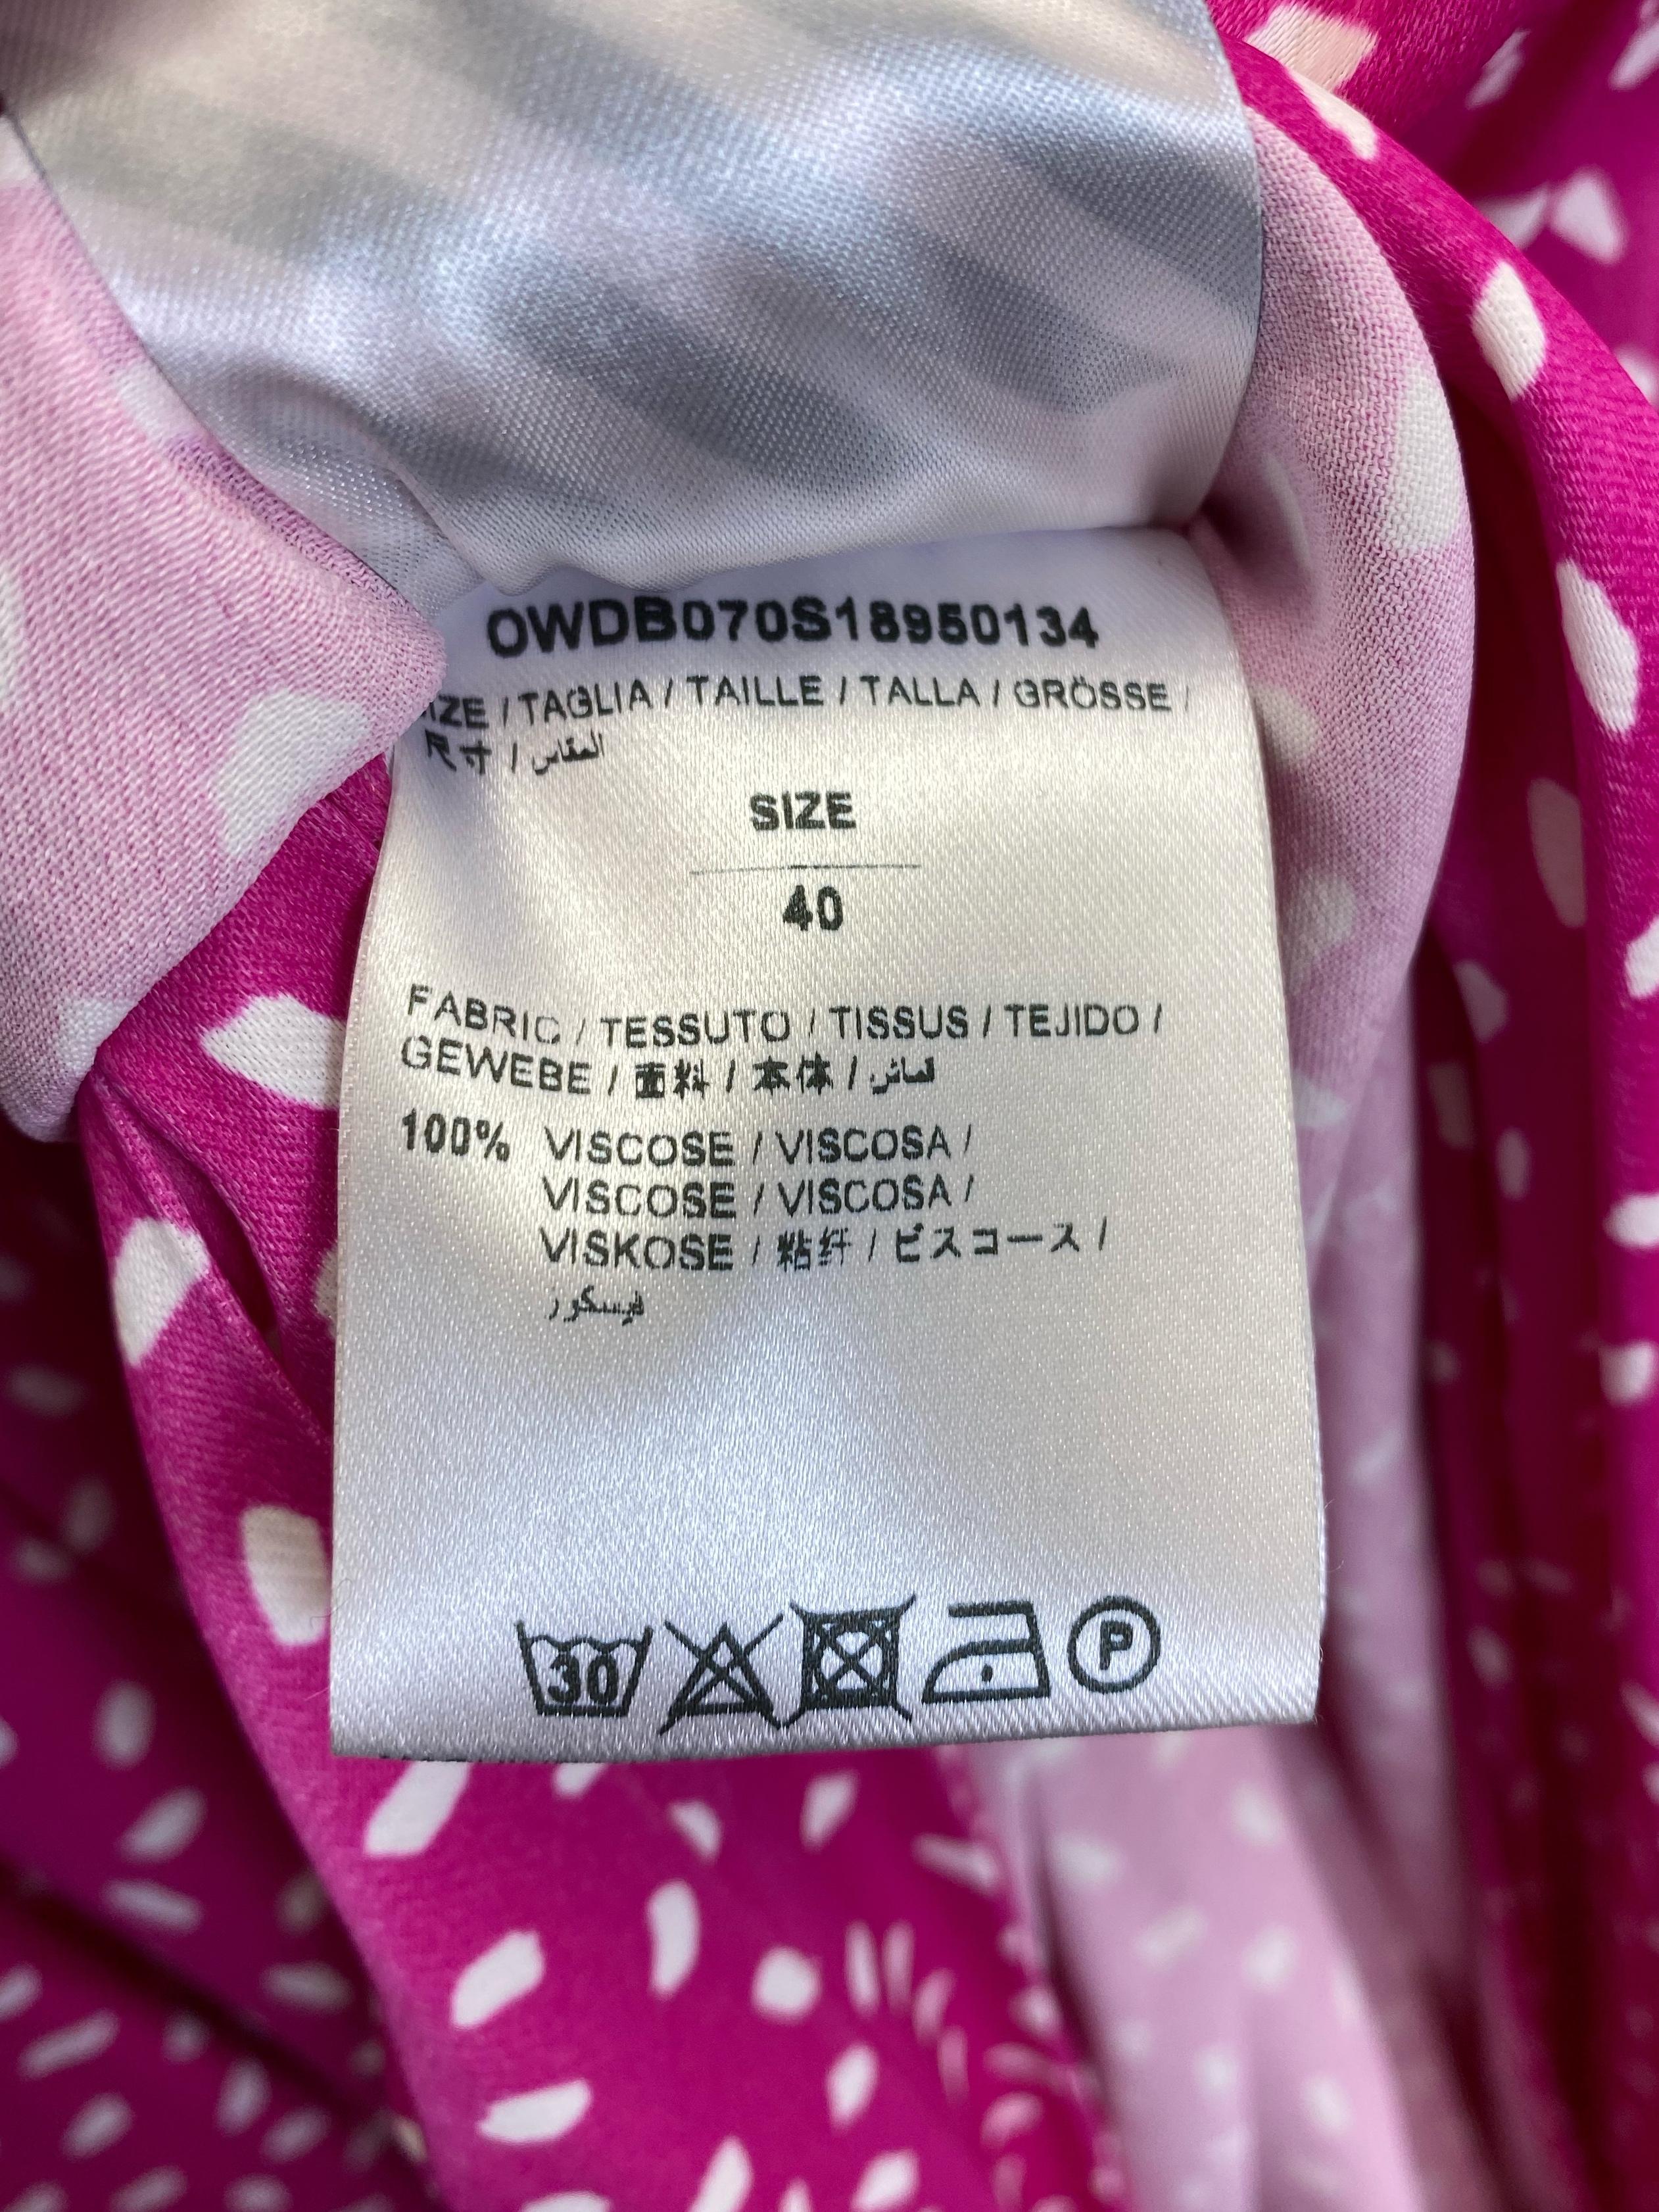 OWDB070S18950134
IZE / TAGLIA / TAILLE / TALLA / GRÖSSE /
尺寸 / المقاس
SIZE
40
FABRIC / TESSUTO / TISSUS / TEJIDO /
GEWEBE / 面料 / 本体 / قماش
100% VISCOSE / VISCOSA /
VISCOSE / VISCOSA /
VISKOSE / 粘纤 / ビスコース /
فيسكوز
30
P